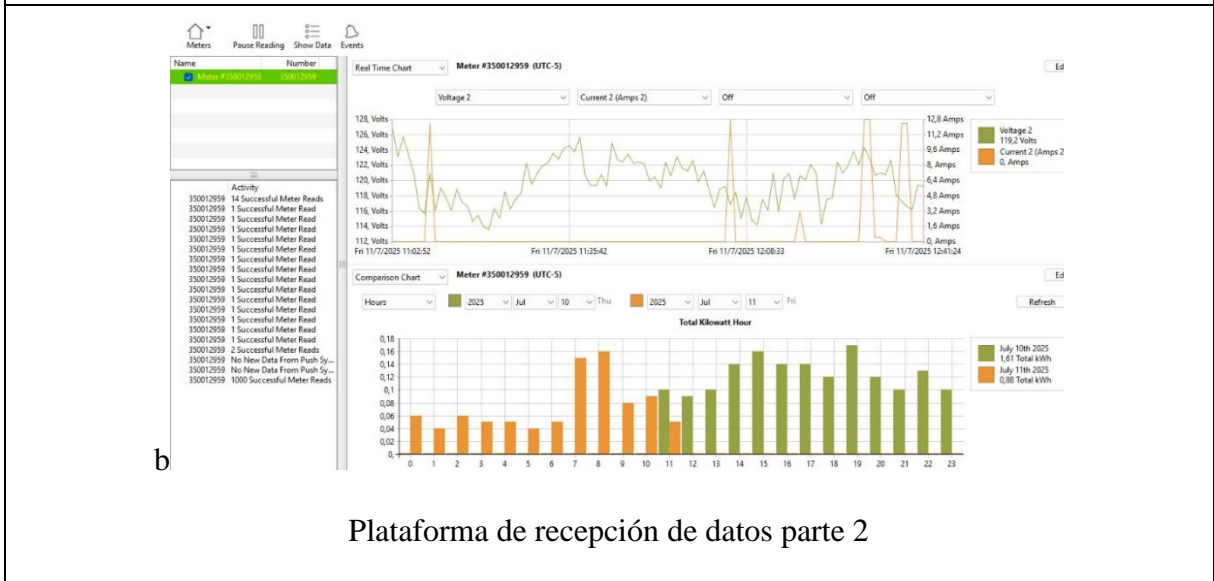 Meters Pause Reading Show Data Events
Name Number
Meter #350012959 350012959
Activity
350012959 14 Successful Meter Reads
350012959 1 Successful Meter Read
350012959 1 Successful Meter Read
350012959 1 Successful Meter Read
350012959 1 Successful Meter Read
350012959 1 Successful Meter Read
350012959 1 Successful Meter Read
350012959 1 Successful Meter Read
350012959 1 Successful Meter Read
350012959 1 Successful Meter Read
350012959 1 Successful Meter Read
350012959 1 Successful Meter Read
350012959 1 Successful Meter Read
350012959 1 Successful Meter Read
350012959 1 Successful Meter Read
350012959 2 Successful Meter Reads
350012959 No New Data From Push Sy...
350012959 No New Data From Push Sy...
350012959 1000 Successful Meter Reads
Real Time Chart Meter #350012959 (UTC-5) Ed
Voltage 2 Current 2 (Amps 2) Off Off
128, Volts 12,8 Amps
126, Volts 11,2 Amps
124, Volts 9,6 Amps
122, Volts 8, Amps
120, Volts 6,4 Amps
118, Volts 4,8 Amps
116, Volts 3,2 Amps
114, Volts 1,6 Amps
112, Volts 0, Amps
Fri 11/7/2025 11:02:52 Fri 11/7/2025 11:35:42 Fri 11/7/2025 12:08:33 Fri 11/7/2025 12:41:24
Voltage 2
119,2 Volts
Current 2 (Amps 2
0, Amps
Comparison Chart Meter #350012959 (UTC-5) Ed
Hours 2025 Jul 10 Thu 2025 Jul 11 Fri Refresh
Total Kilowatt Hour
0,18
0,16
0,14
0,12
0,1
0,08
0,06
0,04
0,02
0,
0 1 2 3 4 5 6 7 8 9 10 11 12 13 14 15 16 17 18 19 20 21 22 23
July 10th 2025
1,61 Total kWh
July 11th 2025
0,88 Total kWh
b
Plataforma de recepción de datos parte 2